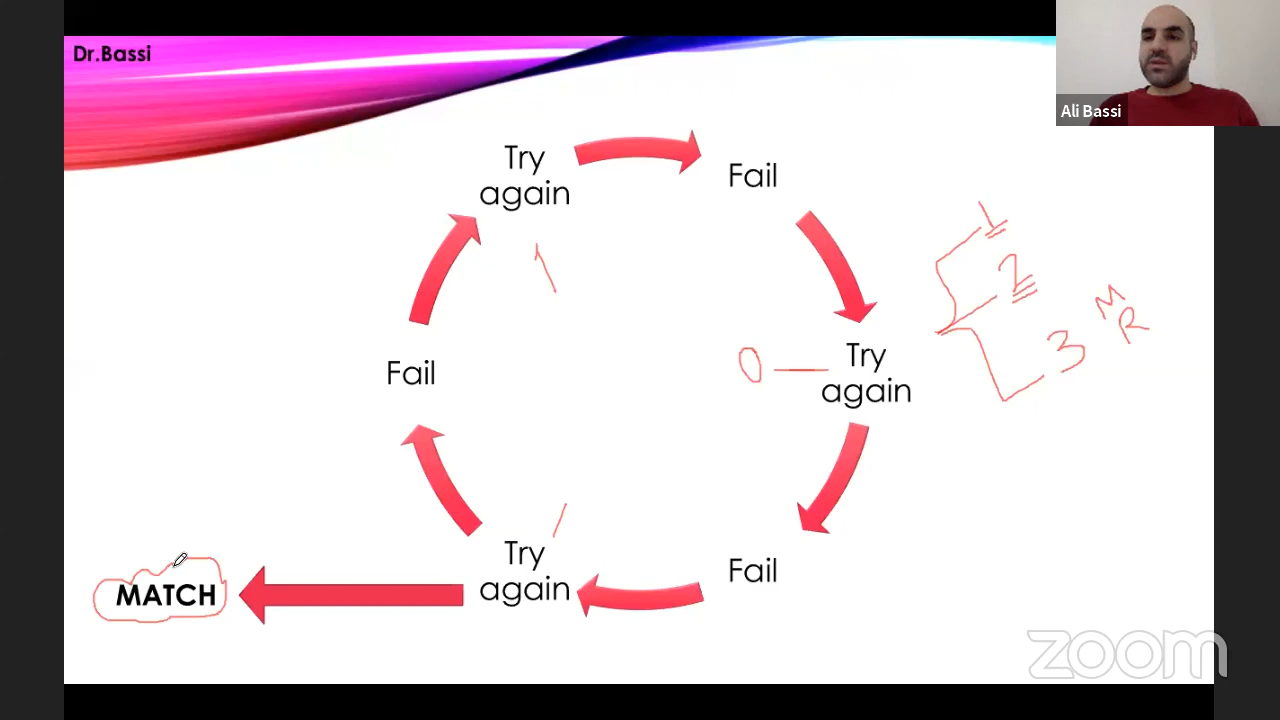 Dr.Bassi
Ali Bassi
Try
again
Fail
1
2
3
M
R
Fail
0
Try
again
Try
again
Fail
MATCH
zoom